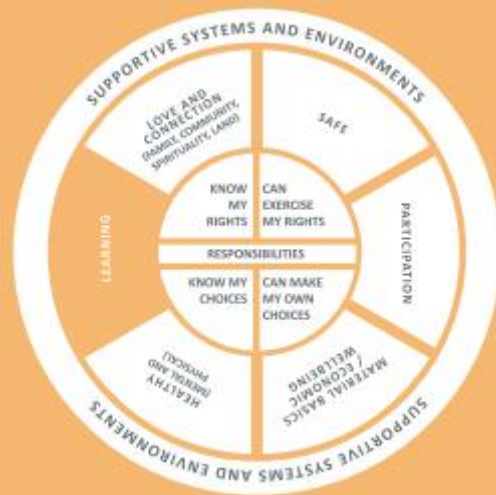 SUPPORTIVE SYSTEMS AND ENVIRONMENTS
LOVE AND
CONNECTION
(FAMILY, COMMUNITY,
SPIRITUALITY, LAND)
SAFE
LEARNING
KNOW
MY
RIGHTS
CAN
EXERCISE
MY RIGHTS
PARTICIPATION
RESPONSIBILITIES
KNOW MY
CHOICES
CAN MAKE
MY OWN
CHOICES
HEALTHY
(MENTAL AND
PHYSICAL)
MATERIAL BASICS
/ ECONOMIC
WELLBEING
SUPPORTIVE SYSTEMS AND ENVIRONMENTS